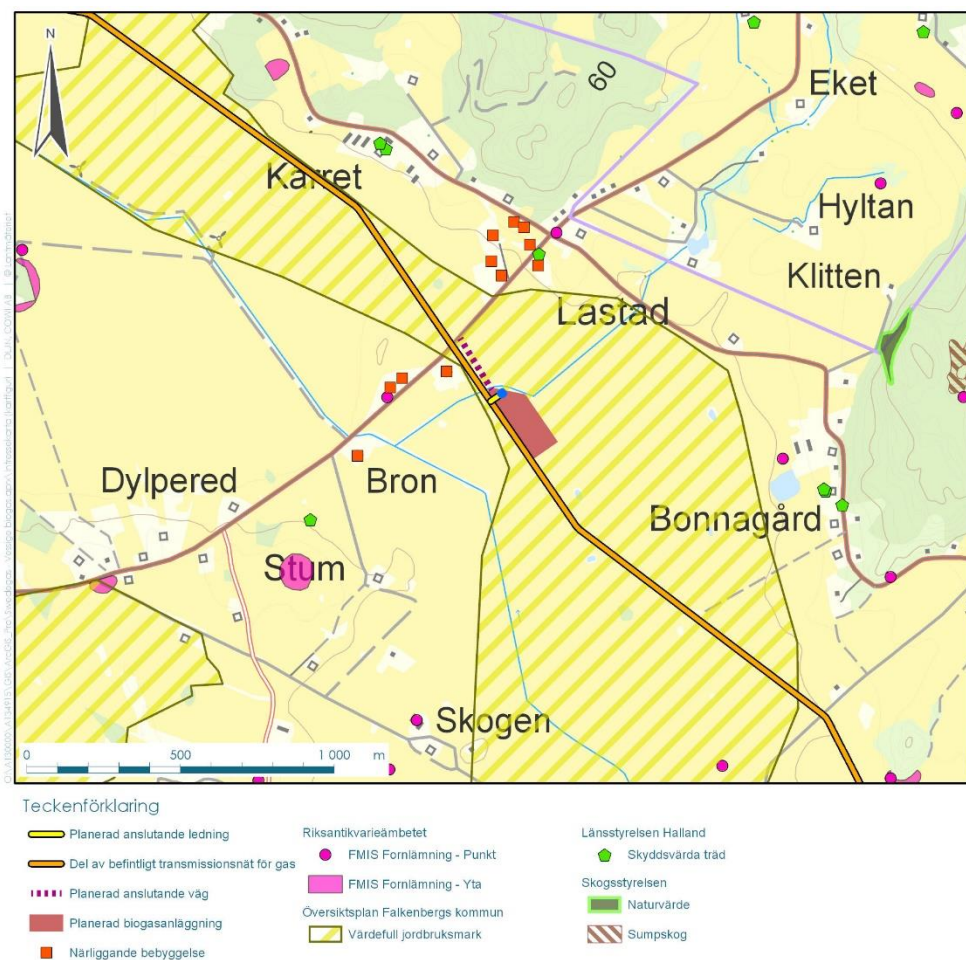 N
60
Eket
Karret
Hyltan
Klitten
Lastad
Dylpered
Bron
Bonnagård
Stum
Skogen
0 500 1 000 m
Teckenförklaring
Planerad anslutande ledning
Del av befintligt transmissionsnät för gas
Planerad anslutande väg
Planerad biogasanläggning
Närliggande bebyggelse
Riksantikvarieämbetet
FMIS Fornlämning - Punkt
FMIS Fornlämning - Yta
Översiktsplan Falkenbergs kommun
Värdefull jordbruksmark
Länsstyrelsen Halland
Skyddsvärda träd
Skogsstyrelsen
Naturvärde
Sumpskog